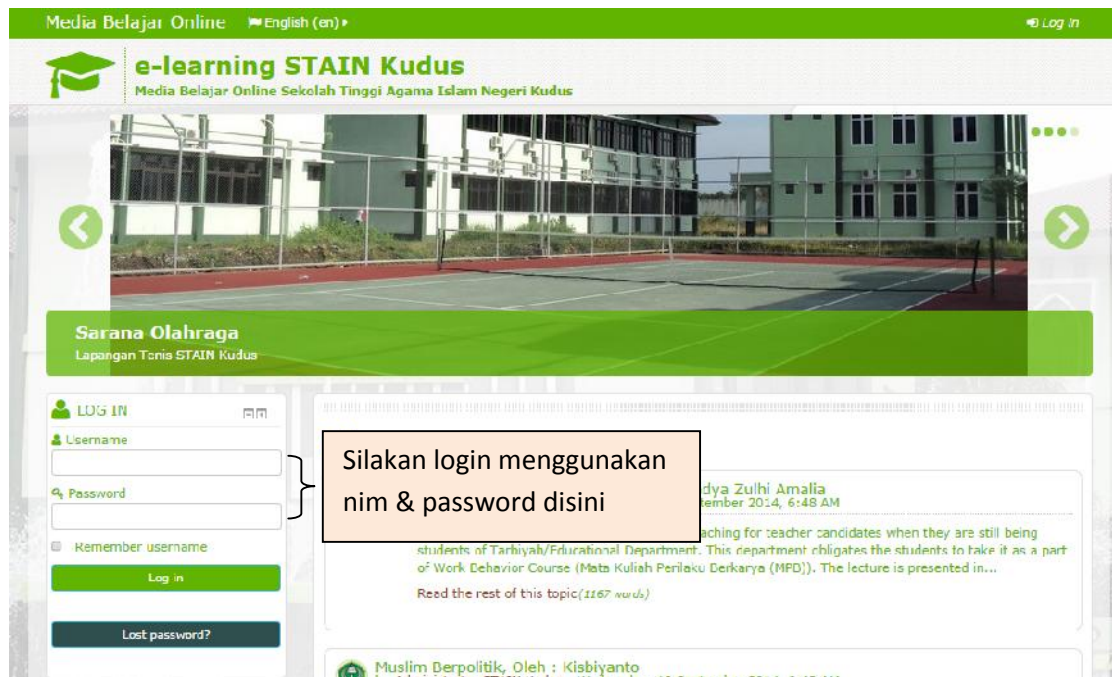 Media Belajar Online English (en)
Log in
e-learning STAIN Kudus
Media Belajar Online Sekolah Tinggi Agama Islam Negeri Kudus
Sarana Olahraga
Lapangan Tenis STAIN Kudus
LOG IN
Username
Password
Remember username
Log in
Lost password?
Silakan login menggunakan
nim & password disini
dya Zulhi Amalia
tember 2014, 6:48 AM
aching for teacher candidates when they are still being
students of Tarbiyah/Educational Department. This department obligates the students to take it as a part
of Work Behavior Course (Mata Kuliah Perilaku Berkarya (MPB)). The lecture is presented in...
Read the rest of this topic(1167 words)
Muslim Berpolitik, Oleh : Kisbiyanto